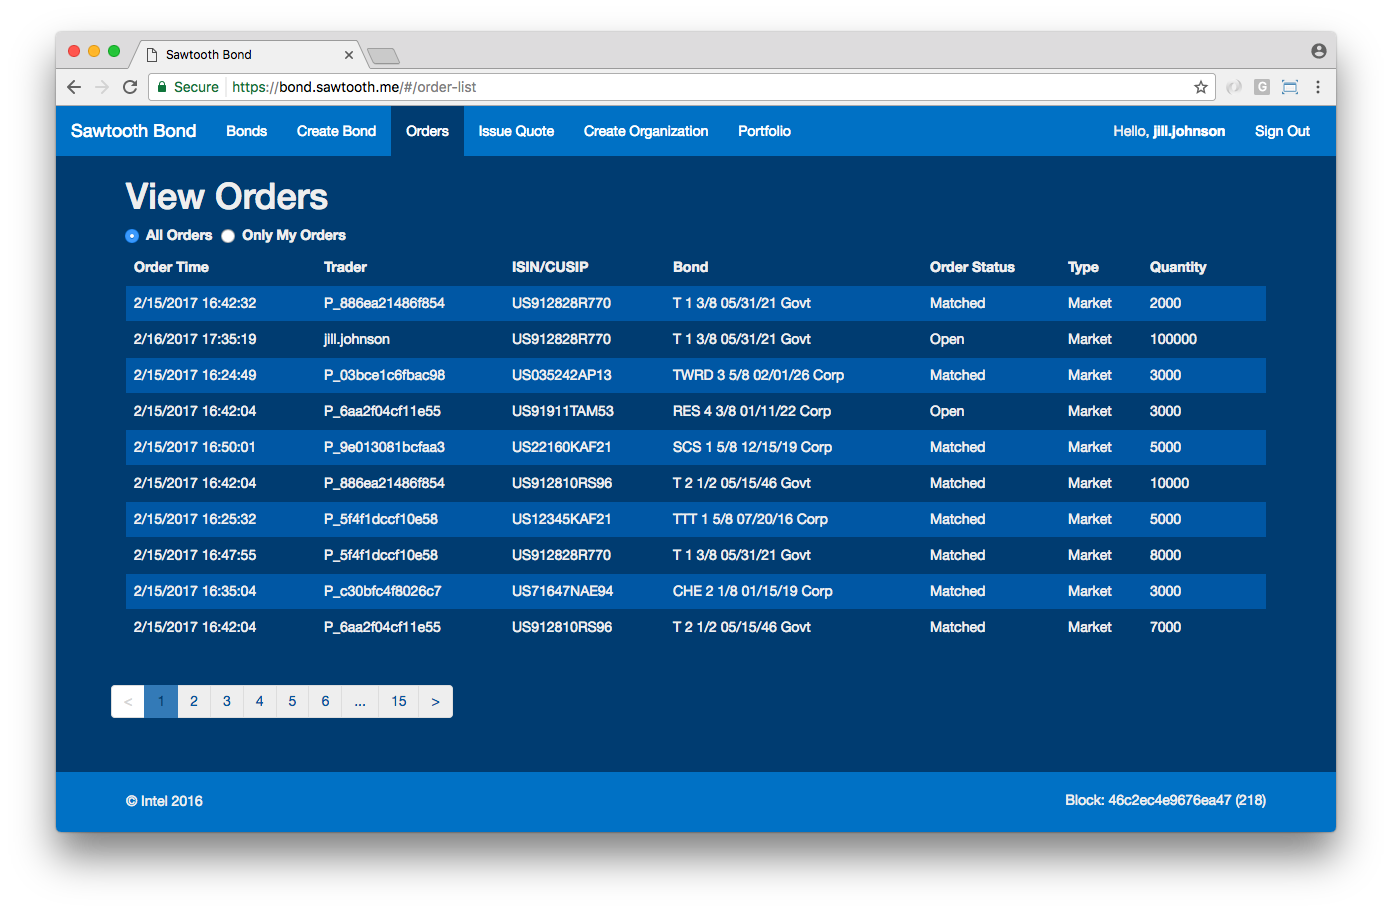 Sawtooth Bond
Secure https://bond.sawtooth.me/#/order-list G
Sawtooth Bond Bonds Create Bond Orders Issue Quote Create Organization Portfolio Hello, jill.johnson Sign Out
View Orders
All Orders Only My Orders
Order Time Trader ISIN/CUSIP Bond Order Status Type Quantity
2/15/2017 16:42:32 P_886ea21486f854 US912828R770 T 1 3/8 05/31/21 Govt Matched Market 2000
2/16/2017 17:35:19 jill.johnson US912828R770 T 1 3/8 05/31/21 Govt Open Market 100000
2/15/2017 16:24:49 P_03bce1c6fbac98 US035242AP13 TWRD 3 5/8 02/01/26 Corp Matched Market 3000
2/15/2017 16:42:04 P_6aa2f04cf11e55 US91911TAM53 RES 4 3/8 01/11/22 Corp Open Market 3000
2/15/2017 16:50:01 P_9e013081bcfaa3 US22160KAF21 SCS 1 5/8 12/15/19 Corp Matched Market 5000
2/15/2017 16:42:04 P_886ea21486f854 US912810RS96 T 2 1/2 05/15/46 Govt Matched Market 10000
2/15/2017 16:25:32 P_5f4f1dccf10e58 US12345KAF21 TTT 1 5/8 07/20/16 Corp Matched Market 5000
2/15/2017 16:47:55 P_5f4f1dccf10e58 US912828R770 T 1 3/8 05/31/21 Govt Matched Market 8000
2/15/2017 16:35:04 P_c30bfc4f8026c7 US71647NAE94 CHE 2 1/8 01/15/19 Corp Matched Market 3000
2/15/2017 16:42:04 P_6aa2f04cf11e55 US912810RS96 T 2 1/2 05/15/46 Govt Matched Market 7000
< 1 2 3 4 5 6 ... 15 >
© Intel 2016 Block: 46c2ec4e9676ea47 (218)